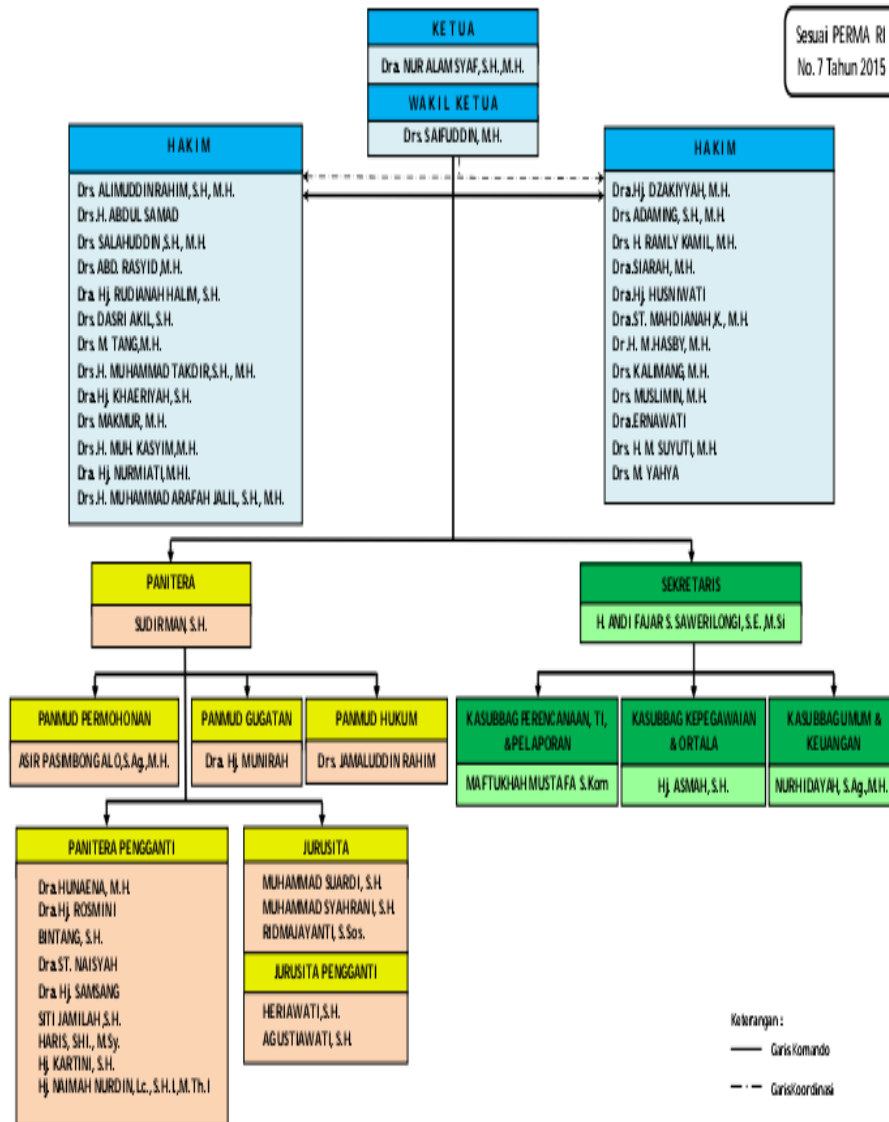 KETUA
Dra. NUR ALAM SYAF, S.H.,M.H.
WAKIL KETUA
Drs. SAIFUDDIN, M.H.
Sesuai PERMA RI
No. 7 Tahun 2015
HAKIM
Drs. ALIMUDDIN RAHIM, S.H, M.H.
Drs.H. ABDUL SAMAD
Drs. SALAHUDDIN,S.H., M.H.
Drs. ABD. RASYID,M.H.
Dra. Hj. RUDIANAH HALIM, S.H.
Drs. DASRI AKIL, S.H.
Drs. M. TANG,M.H.
Drs.H. MUHAMMAD TAKDIR,S.H., M.H.
Dra.Hj. KHAERIYAH, S.H.
Drs. MAKMUR, M.H.
Drs.H. MUH. KASYIM,M.H.
Dra. Hj. NURMIATI,M.HI.
Drs.H. MUHAMMAD ARAFAH JALIL, S.H., M.H.
HAKIM
Dra.Hj. DZAKIYYAH, M.H.
Drs. ADAMING, S.H., M.H.
Drs. H. RAMLY KAMIL, M.H.
Dra.SIARAH, M.H.
Dra.Hj. HUSNIWATI
Dra.ST. MAHDIANAH,K., M.H.
Dr.H. M.HASBY, M.H.
Drs. KALIMANG, M.H.
Drs. MUSLIMIN, M.H.
Dra.ERNAWATI
Drs. H. M. SUYUTI, M.H.
Drs. M. YAHYA
PANITERA
SUDIRMAN, S.H.
SEKRETARIS
H. ANDI FAJAR S. SAWERILONGI, S.E.,M.Si
PANMUD PERMOHONAN
ASIR PASIMBONG ALO,S.Ag.,M.H.
PANMUD GUGATAN
Dra. Hj. MUNIRAH
PANMUD HUKUM
Drs. JAMALUDDIN RAHIM
KASUBBAG PERENCANAAN, TI,
&PELAPORAN
MAFTUKHAH MUSTAFA S.Kom
KASUBBAG KEPEGAWAIAN
& ORTALA
Hj. ASMAH, S.H.
KASUBBAG UMUM &
KEUANGAN
NURHIDAYAH, S.Ag.,M.H.
PANITERA PENGGANTI
Dra.HUNAENA, M.H.
Dra.Hj. ROSMINI
BINTANG, S.H.
Dra.ST. NAISYAH
Dra.Hj. SAMSANG
SITI JAMILAH,S.H.
HARIS, SHI., M.Sy.
Hj. KARTINI, S.H.
Hj. NAIMAH NURDIN, Lc., S.H.I.,M.Th.I
JURUSITA
MUHAMMAD SUARDI, S.H.
MUHAMMAD SYAHRANI, S.H.
RIDMAJAYANTI, S.Sos.
JURUSITA PENGGANTI
HERIAWATI,S.H.
AGUSTIAWATI, S.H.
Keterangan :
Garis Komando
Garis Koordinasi